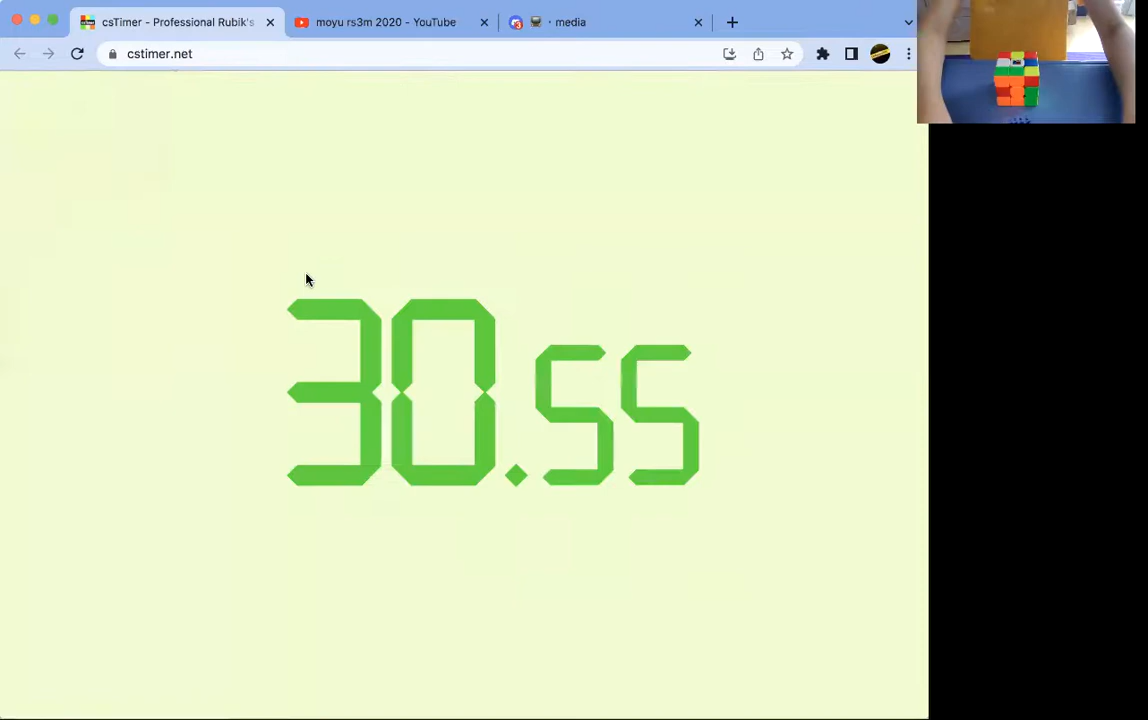 csTimer - Professional Rubik's
moyu rs3m 2020 - YouTube
media
cstimer.net
30.55